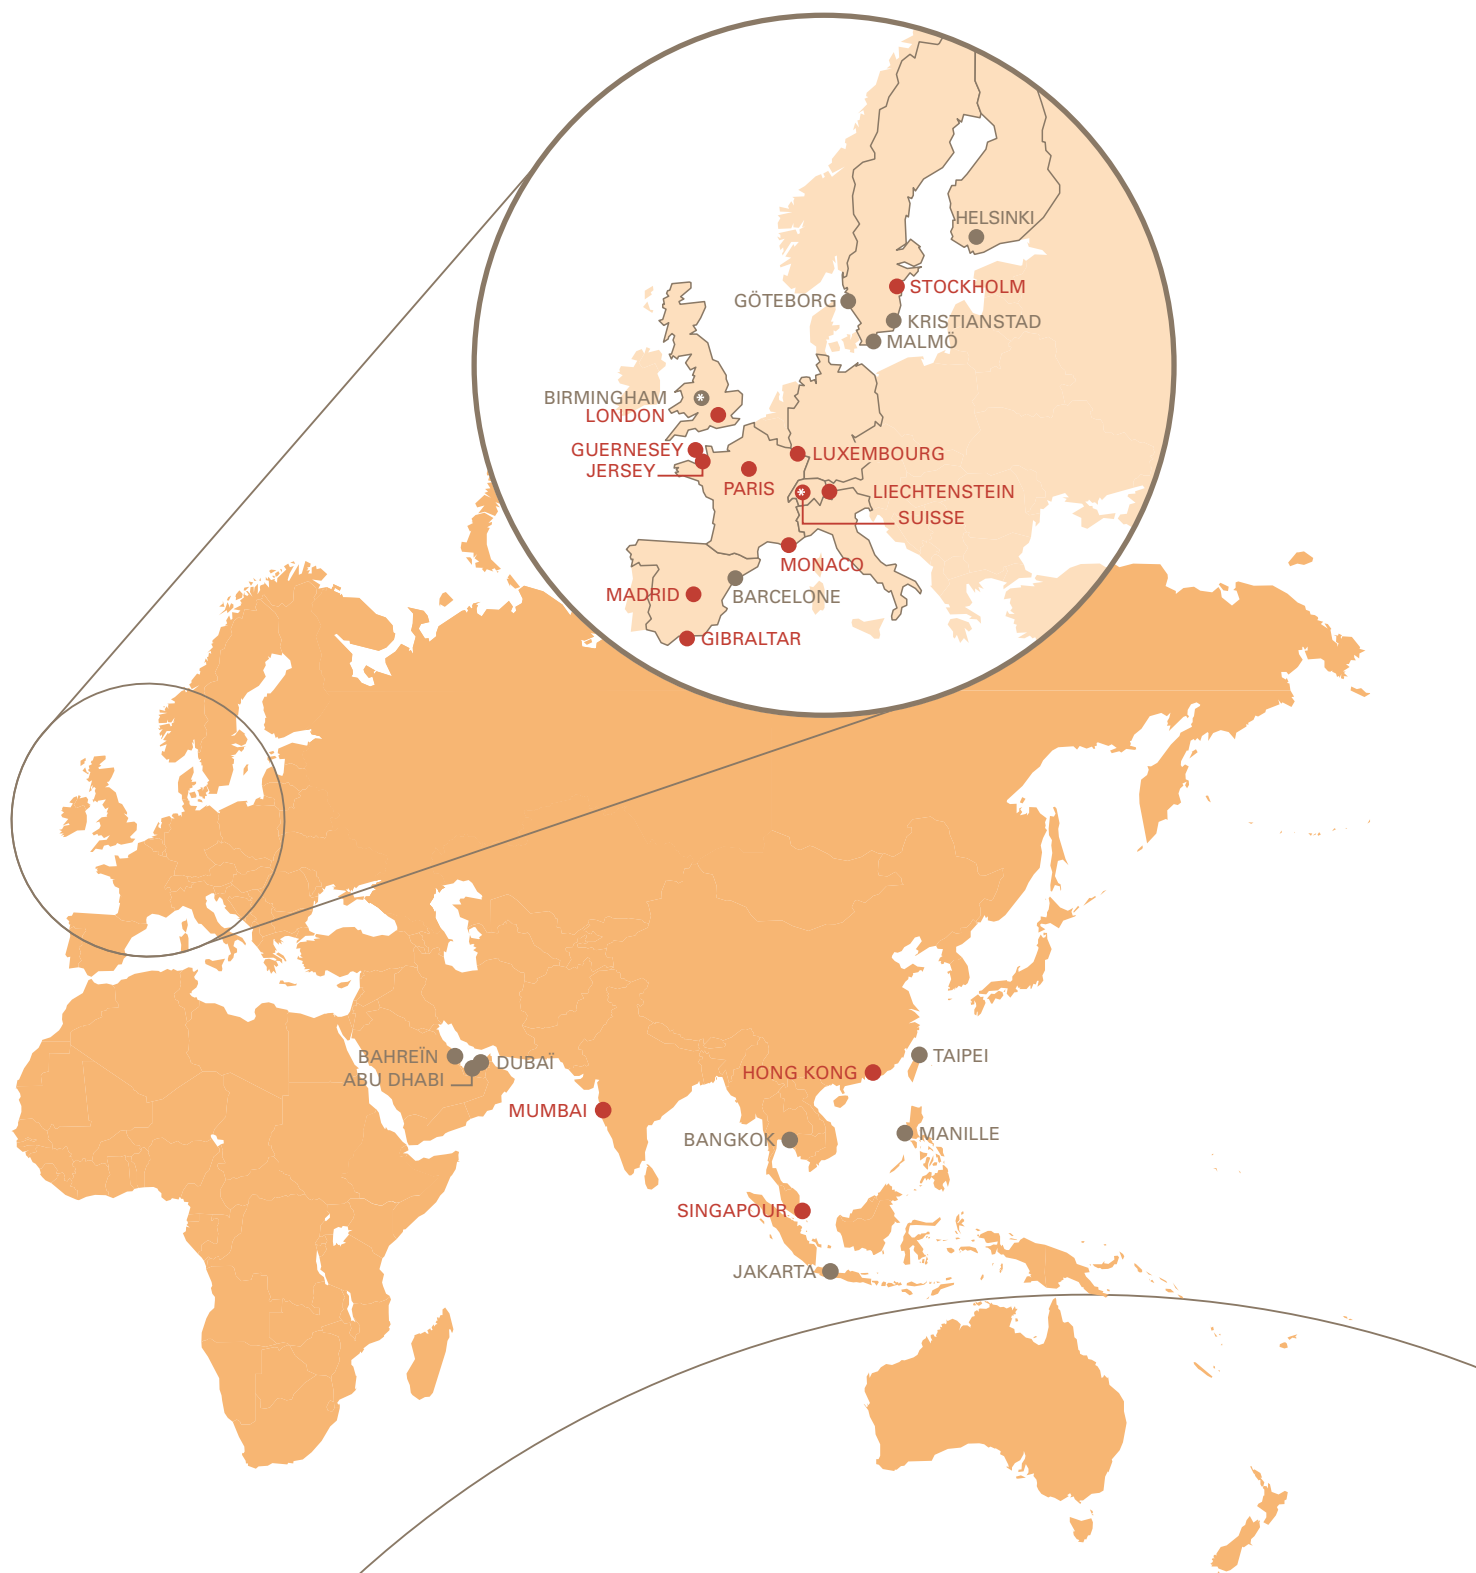 HELSINKI
STOCKHOLM
GÖTEBORG
KRISTIANSTAD
MALMÖ
BIRMINGHAM
*
LONDON
GUERNESEY
JERSEY
LUXEMBOURG
PARIS
*
LIECHTENSTEIN
SUISSE
MONACO
MADRID
BARCELONE
GIBRALTAR
BAHREÏN
DUBAÏ
ABU DHABI
TAIPEI
HONG KONG
MUMBAI
BANGKOK
MANILLE
SINGAPOUR
JAKARTA